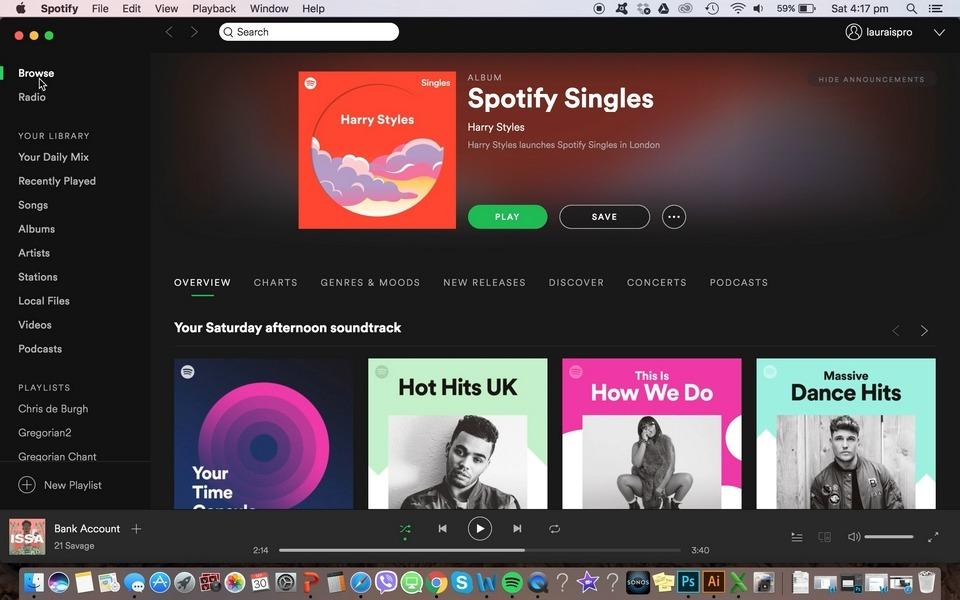 Spotify File Edit View Playback Window Help 59% Sat 4:17 pm
Search
lauraispro
Browse
Radio
YOUR LIBRARY
Your Daily Mix
Recently Played
Songs
Albums
Artists
Stations
Local Files
Videos
Podcasts
PLAYLISTS
Chris de Burgh
Gregorian2
Gregorian Chant
New Playlist
Singles
Harry Styles
ALBUM
HIDE ANNOUNCEMENTS
Spotify Singles
Harry Styles
Harry Styles launches Spotify Singles in London
PLAY SAVE
OVERVIEW CHARTS GENRES & MOODS NEW RELEASES DISCOVER CONCERTS PODCASTS
Your Saturday afternoon soundtrack
Your
Time
Hot Hits UK
This Is
How We Do
Massive
Dance Hits
ISSA
Bank Account
21 Savage
2:14 3:40
30
SONOS
Ps
Ai